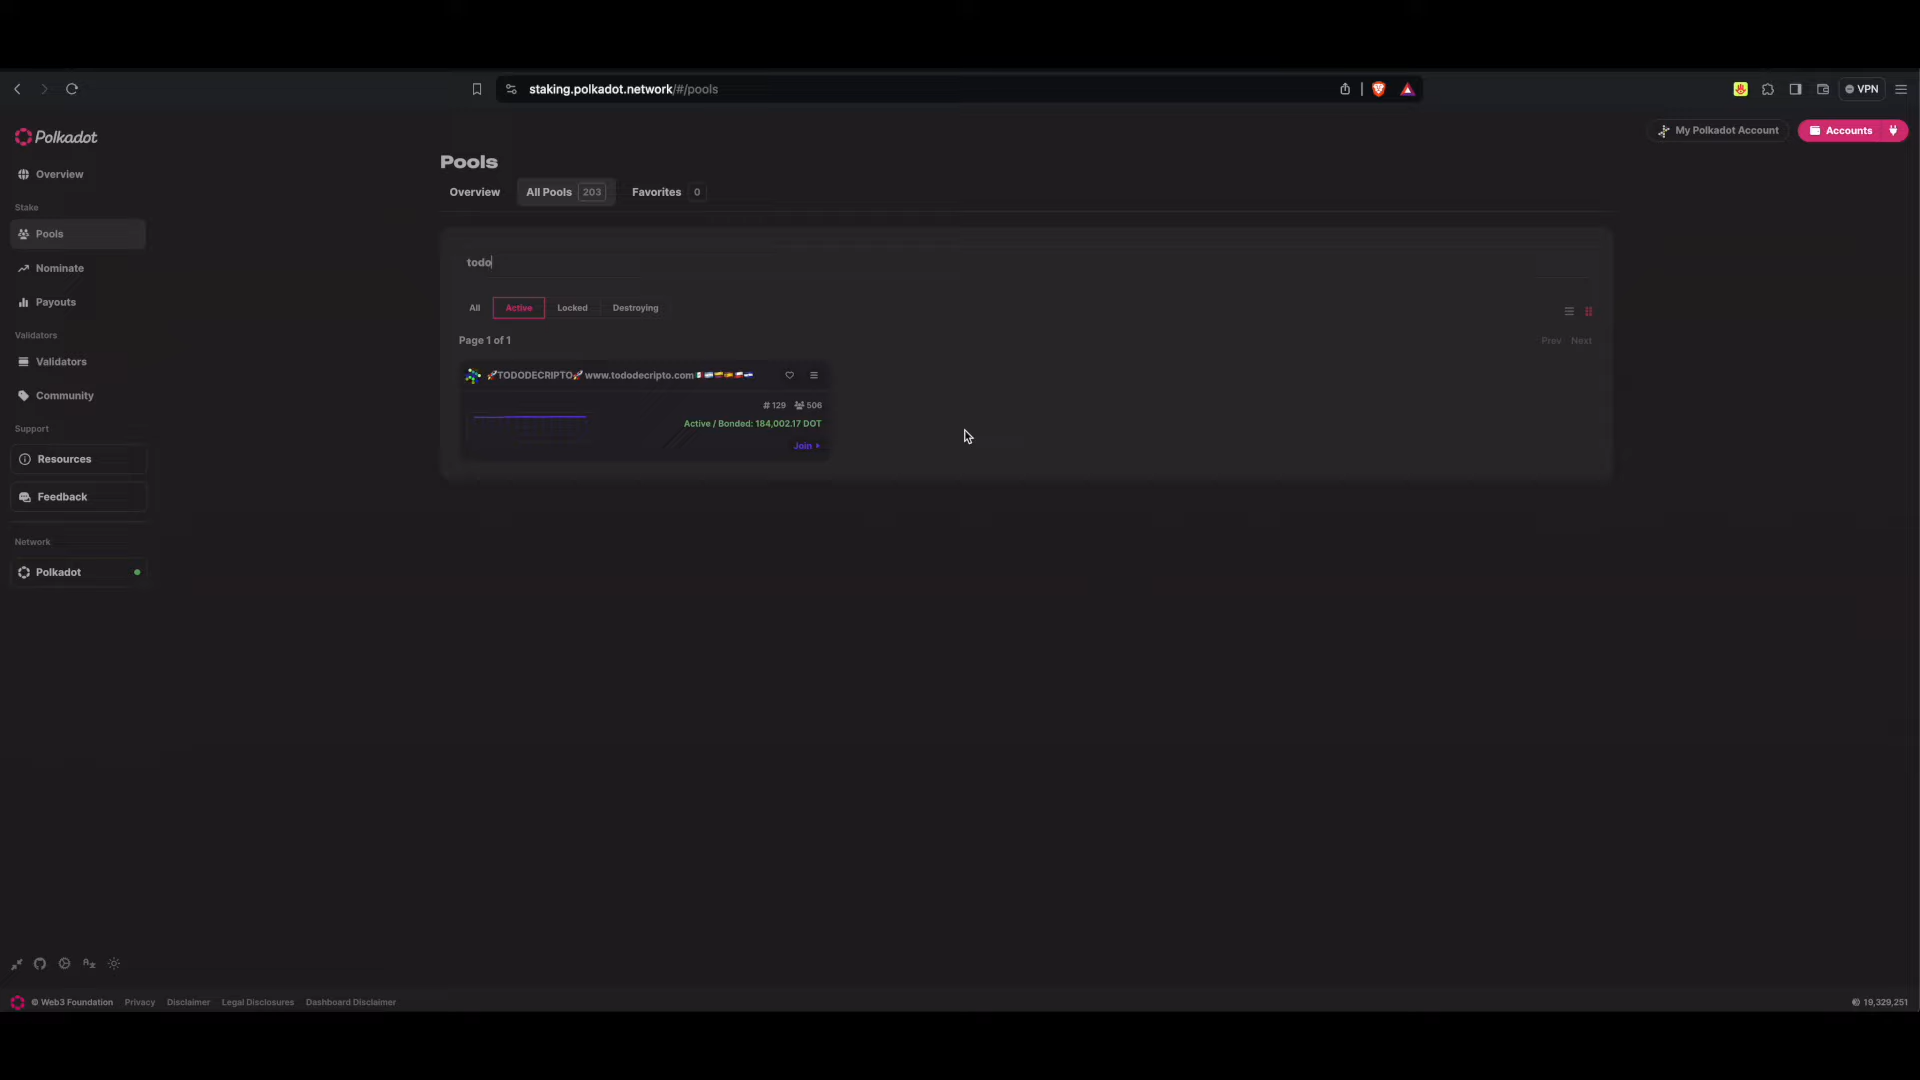 staking.polkadot.network/#/pools
VPN
Polkadot
My Polkadot Account
Accounts
Overview
Stake
Pools
Nominate
Payouts
Validators
Validators
Community
Support
Resources
Feedback
Network
Polkadot
Pools
Overview
All Pools 203
Favorites 0
todo
All Active Locked Destroying
Page 1 of 1
Prev Next
🚀TODODECRIPTO🚀 www.tododecripto.com
# 129 506
Active / Bonded: 184,002.17 DOT
Join
© Web3 Foundation Privacy Disclaimer Legal Disclosures Dashboard Disclaimer
19,329,251